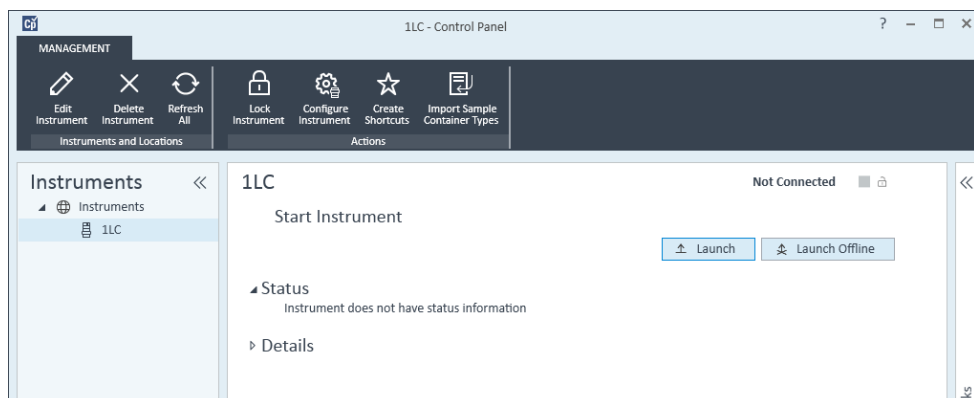 Cp
1LC - Control Panel
?
MANAGEMENT
Edit Instrument
Delete Instrument
Refresh All
Lock Instrument
Configure Instrument
Create Shortcuts
Import Sample Container Types
Instruments and Locations
Actions
Instruments
Instruments
1LC
1LC
Not Connected
Start Instrument
Launch
Launch Offline
Status
Instrument does not have status information
Details